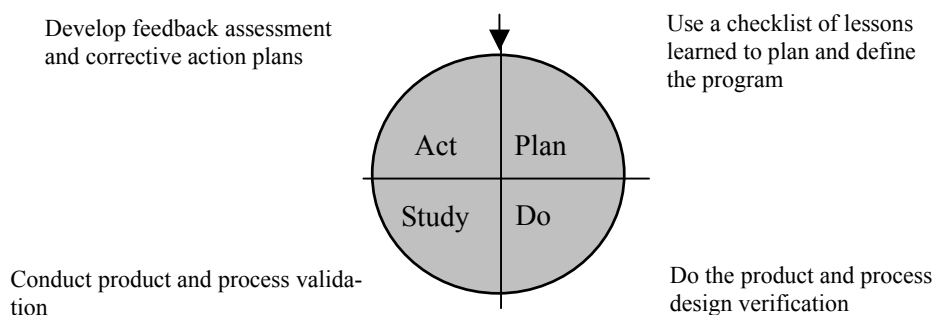 Develop feedback assessment
and corrective action plans
Use a checklist of lessons
learned to plan and define
the program
Act
Plan
Study
Do
Conduct product and process valida-
tion
Do the product and process
design verification